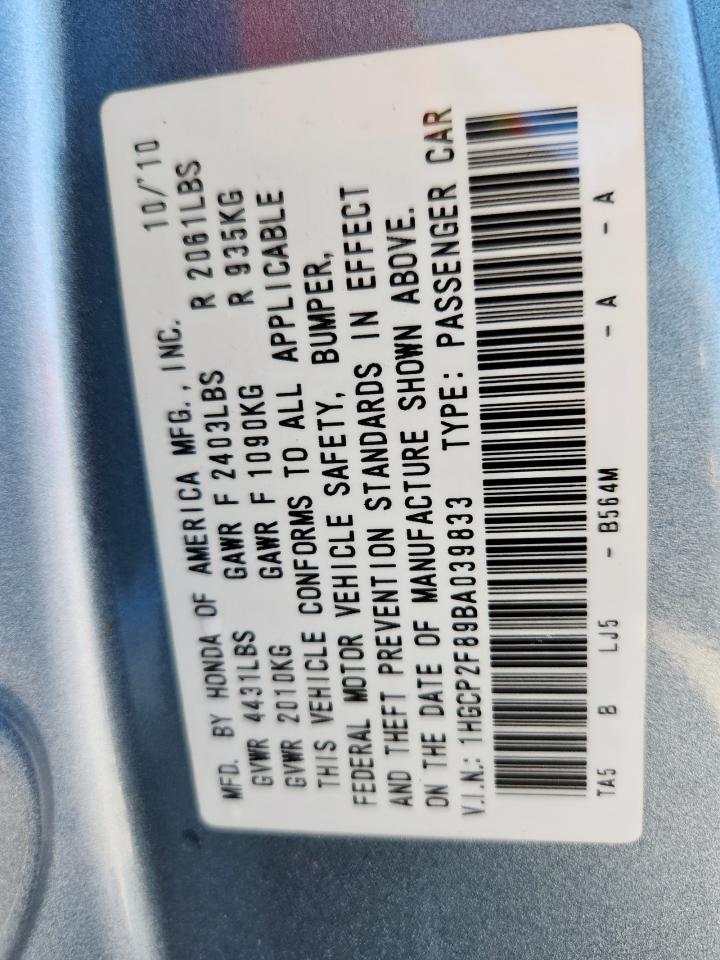 MFD. BY HONDA OF AMERICA MFG., INC. 10/'10
GVWR 4431LBS GAWR F 2403LBS R 2061LBS
GVWR 2010KG GAWR F 1090KG R 935KG
THIS VEHICLE CONFORMS TO ALL APPLICABLE
FEDERAL MOTOR VEHICLE SAFETY, BUMPER,
AND THEFT PREVENTION STANDARDS IN EFFECT
ON THE DATE OF MANUFACTURE SHOWN ABOVE.
V.I.N.: 1HGCP2F89BA039833 TYPE: PASSENGER CAR
TA5 B LJ5 - B564M - A - A